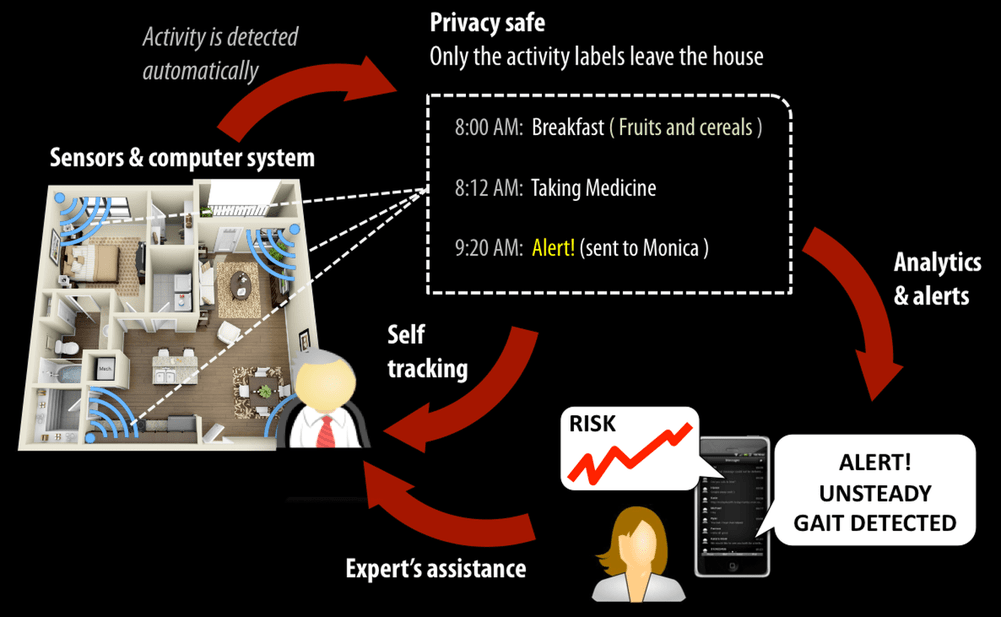 Activity is detected
automatically
Privacy safe
Only the activity labels leave the house
Sensors & computer system
8:00 AM: Breakfast ( Fruits and cereals )
8:12 AM: Taking Medicine
9:20 AM: Alert! (sent to Monica )
Analytics
& alerts
Self
tracking
Mech.
RISK
ALERT!
UNSTEADY
GAIT DETECTED
Expert's assistance